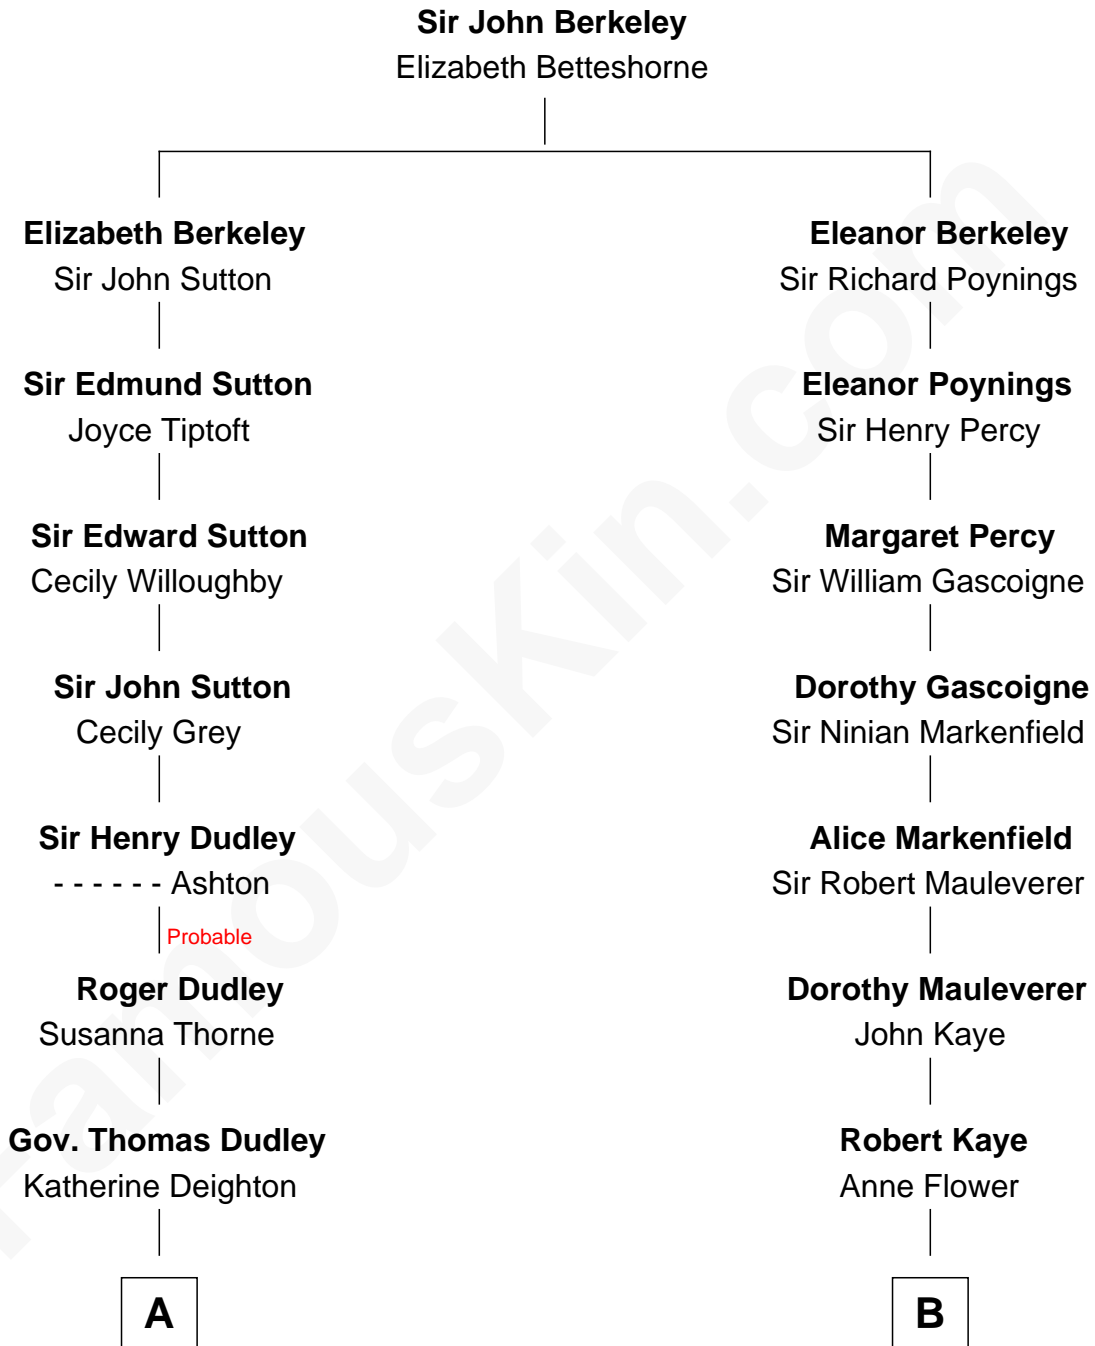 Sir John Berkeley
Elizabeth Betteshorne
Elizabeth Berkeley
Sir John Sutton
Eleanor Berkeley
Sir Richard Poynings
Sir Edmund Sutton
Joyce Tiptoft
Eleanor Poynings
Sir Henry Percy
Sir Edward Sutton
Cecily Willoughby
Margaret Percy
Sir William Gascoigne
Sir John Sutton
Cecily Grey
Dorothy Gascoigne
Sir Ninian Markenfield
Sir Henry Dudley
- - - - - - Ashton
Alice Markenfield
Sir Robert Mauleverer
Probable
Roger Dudley
Susanna Thorne
Dorothy Mauleverer
John Kaye
Gov. Thomas Dudley
Katherine Deighton
Robert Kaye
Anne Flower
A
B
FamousKin.com